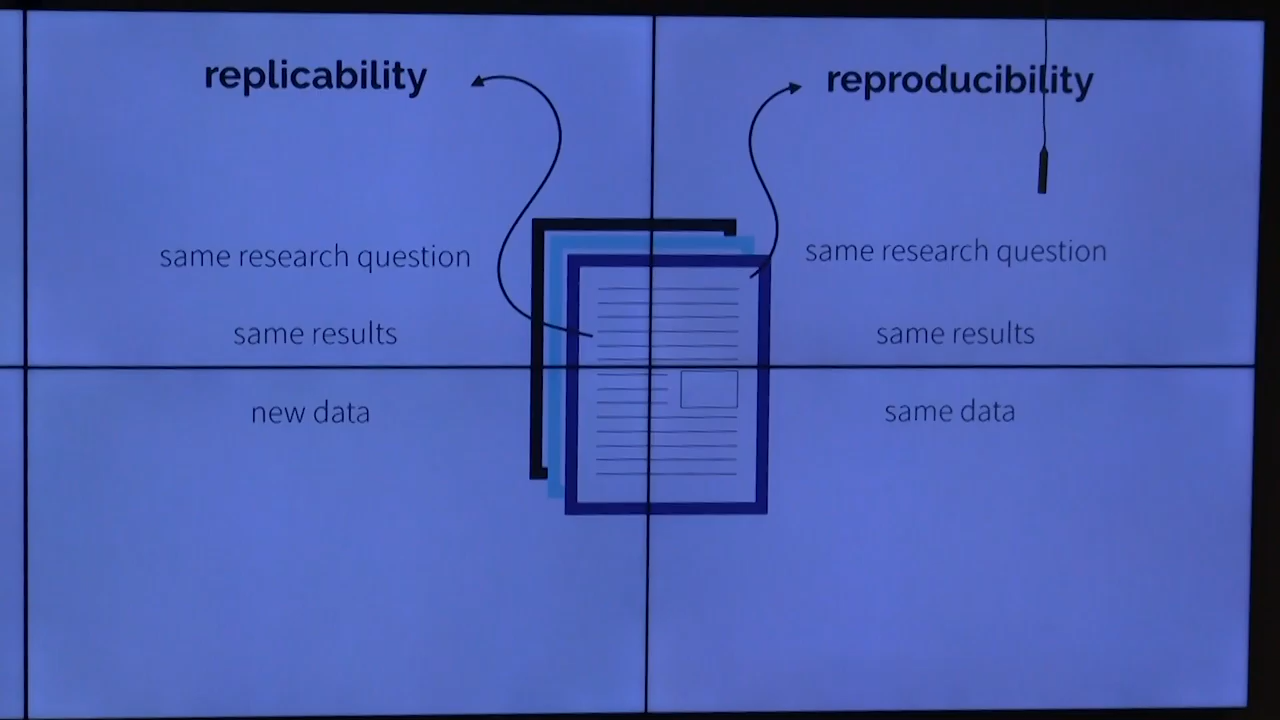 replicability
same research question
same results
new data
reproducibility
same research question
same results
same data